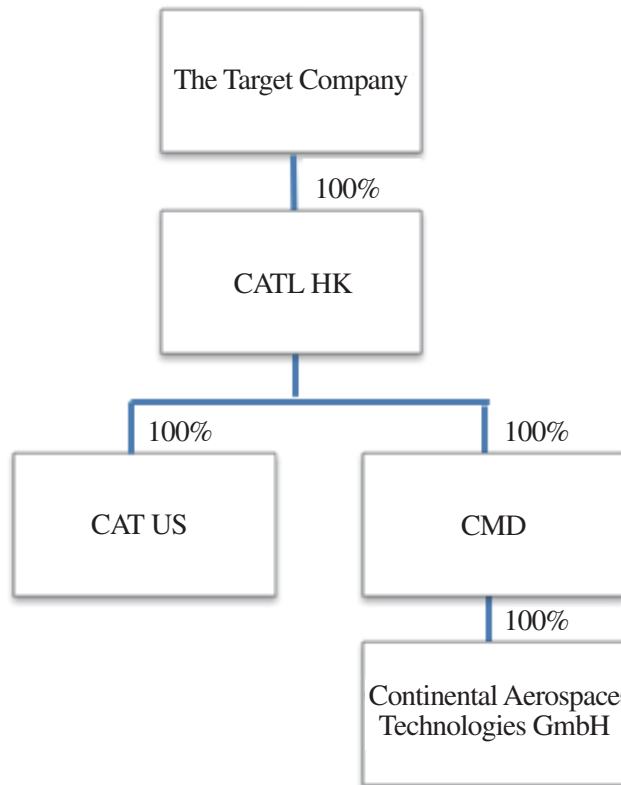 The Target Company
100%
CATL HK
100%
100%
CAT US
CMD
100%
Continental Aerospace
Technologies GmbH